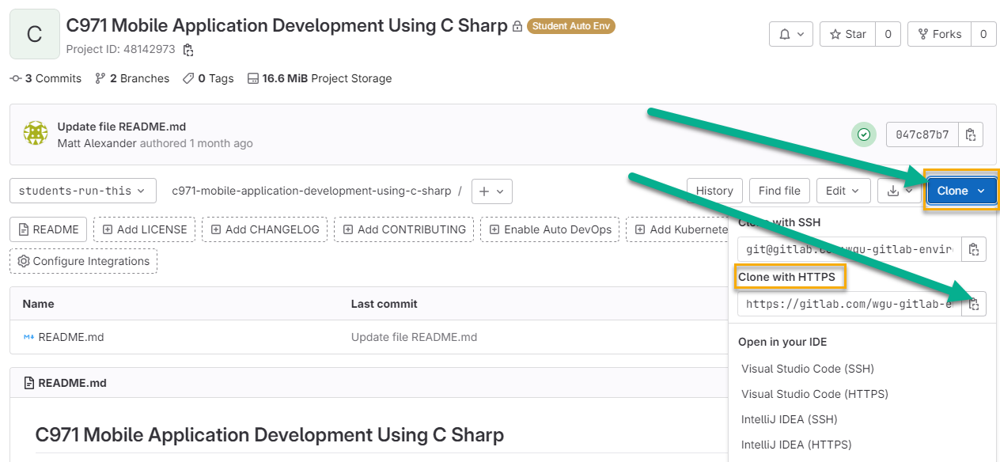 C
C971 Mobile Application Development Using C Sharp Student Auto Env
Project ID: 48142973
Star 0 Forks 0
3 Commits 2 Branches 0 Tags 16.6 MiB Project Storage
Update file README.md
Matt Alexander authored 1 month ago
047c87b7
students-run-this c971-mobile-application-development-using-c-sharp / +
History Find file Edit Clone
README Add LICENSE Add CHANGELOG Add CONTRIBUTING Enable Auto DevOps Add Kubernete
Configure Integrations
Clone with SSH
git@gitlab.com:wgu-gitlab-envir
Clone with HTTPS
https://gitlab.com/wgu-gitlab-e
Open in your IDE
Visual Studio Code (SSH)
Visual Studio Code (HTTPS)
IntelliJ IDEA (SSH)
IntelliJ IDEA (HTTPS)
Name Last commit
README.md Update file README.md
README.md
C971 Mobile Application Development Using C Sharp